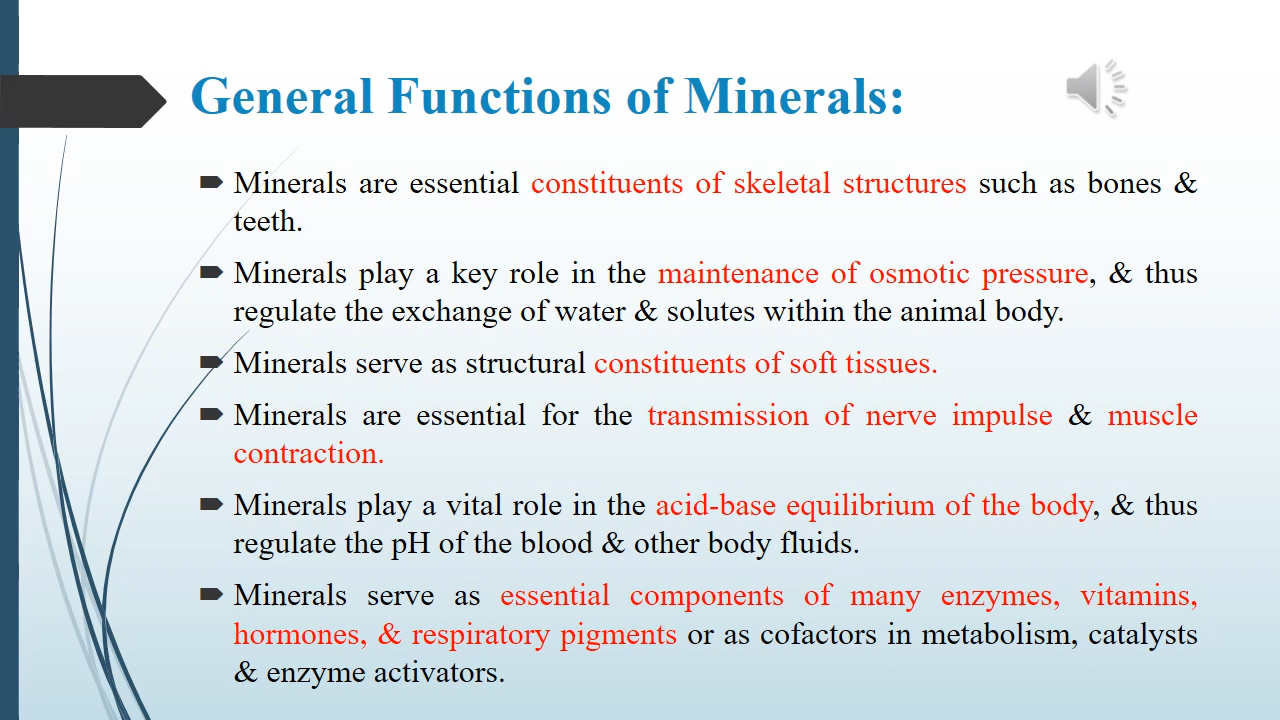 General Functions of Minerals:
Minerals are essential constituents of skeletal structures such as bones &
teeth.
Minerals play a key role in the maintenance of osmotic pressure, & thus
regulate the exchange of water & solutes within the animal body.
Minerals serve as structural constituents of soft tissues.
Minerals are essential for the transmission of nerve impulse & muscle
contraction.
Minerals play a vital role in the acid-base equilibrium of the body, & thus
regulate the pH of the blood & other body fluids.
Minerals serve as essential components of many enzymes, vitamins,
hormones, & respiratory pigments or as cofactors in metabolism, catalysts
& enzyme activators.